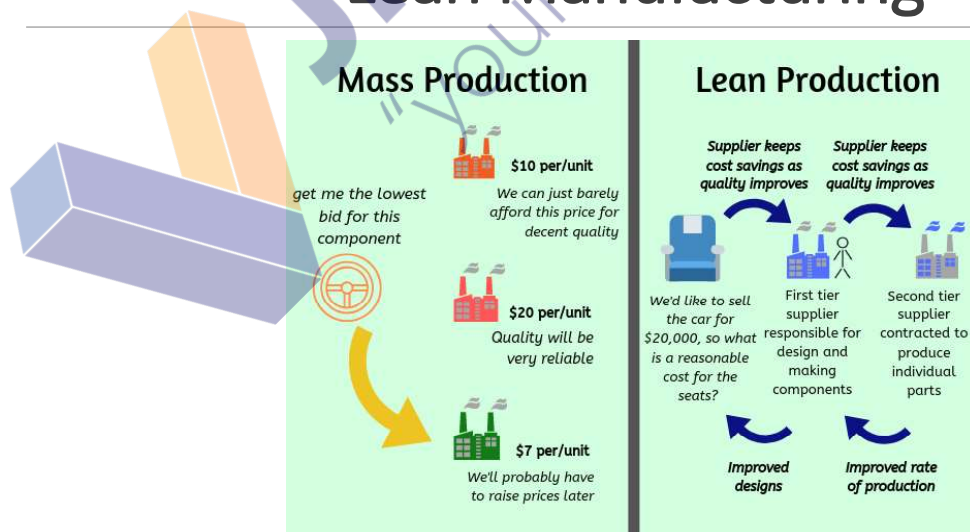 Lean Manufacturing
"your
Mass Production
get me the lowest
bid for this
component
$10 per/unit
We can just barely
afford this price for
decent quality
$20 per/unit
Quality will be
very reliable
$7 per/unit
We'll probably have
to raise prices later
Lean Production
Supplier keeps
cost savings as
quality improves
Supplier keeps
cost savings as
quality improves
We'd like to sell
the car for
$20,000, so what
is a reasonable
cost for the
seats?
First tier
supplier
responsible for
design and
making
components
Second tier
supplier
contracted to
produce
individual
parts
Improved
designs
Improved rate
of production